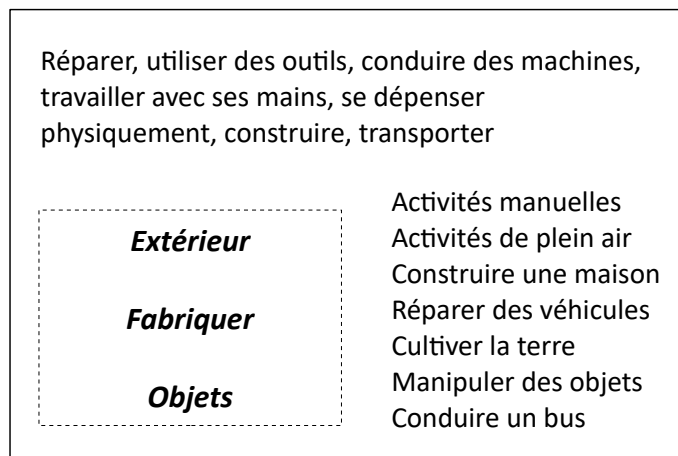 Réparer, utiliser des outils, conduire des machines,
travailler avec ses mains, se dépenser
physiquement, construire, transporter
Extérieur
Fabriquer
Objets
Activités manuelles
Activités de plein air
Construire une maison
Réparer des véhicules
Cultiver la terre
Manipuler des objets
Conduire un bus